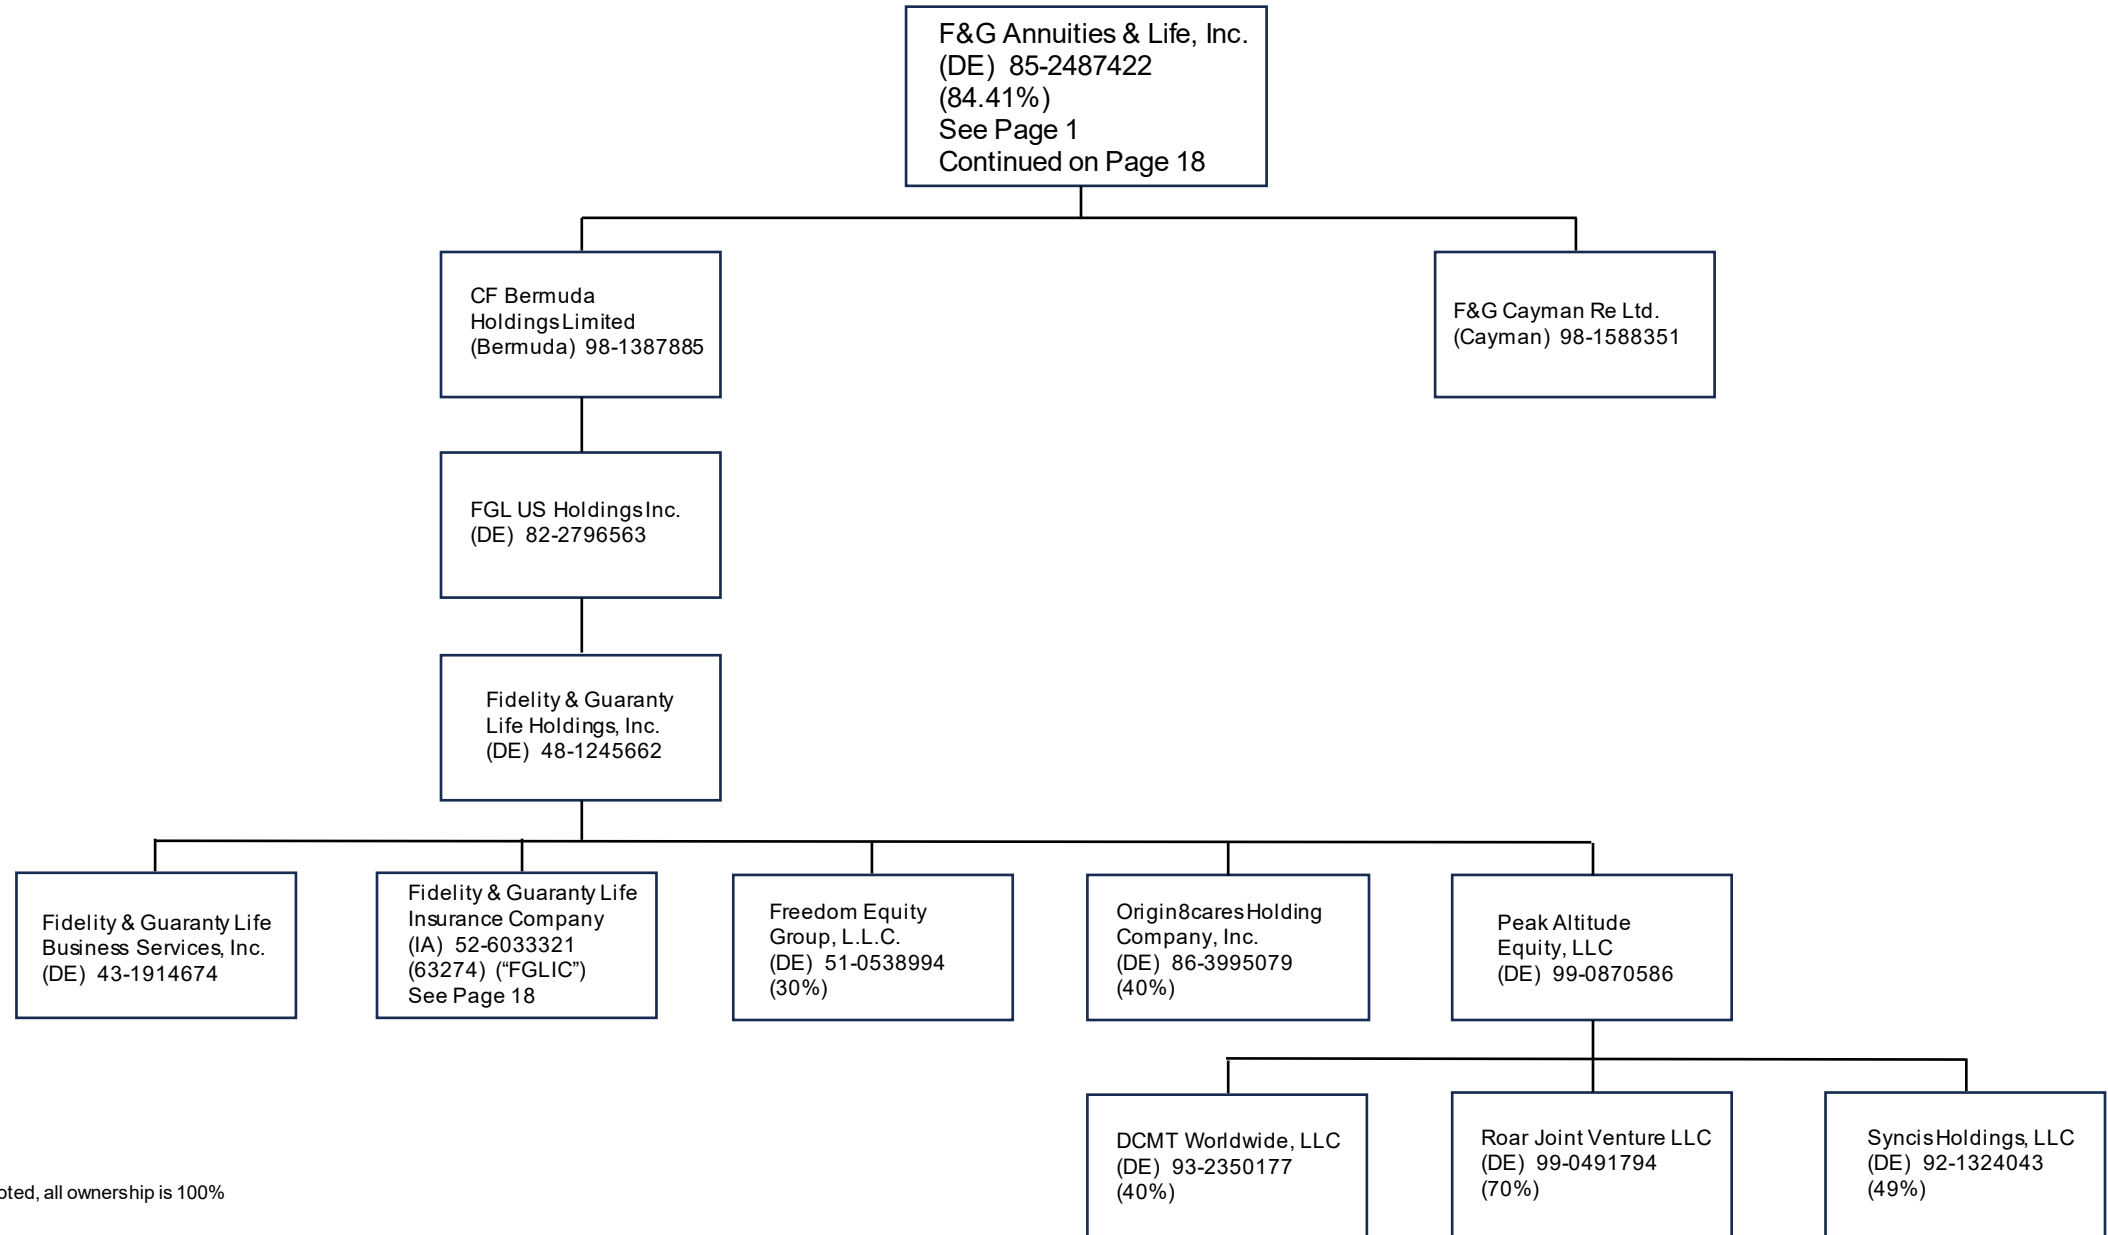 F&G Annuities & Life, Inc.
(DE) 85-2487422
(84.41%)
See Page 1
Continued on Page 18
CF Bermuda
Holdings Limited
(Bermuda) 98-1387885
F&G Cayman Re Ltd.
(Cayman) 98-1588351
FGL US Holdings Inc.
(DE) 82-2796563
Fidelity & Guaranty
Life Holdings, Inc.
(DE) 48-1245662
Fidelity & Guaranty Life
Business Services, Inc.
(DE) 43-1914674
Fidelity & Guaranty Life
Insurance Company
(IA) 52-6033321
(63274) (“FGLIC”)
See Page 18
Freedom Equity
Group, L.L.C.
(DE) 51-0538994
(30%)
Origin8cares Holding
Company, Inc.
(DE) 86-3995079
(40%)
Peak Altitude
Equity, LLC
(DE) 99-0870586
DCMT Worldwide, LLC
(DE) 93-2350177
(40%)
Roar Joint Venture LLC
(DE) 99-0491794
(70%)
Syncis Holdings, LLC
(DE) 92-1324043
(49%)
oted, all ownership is 100%